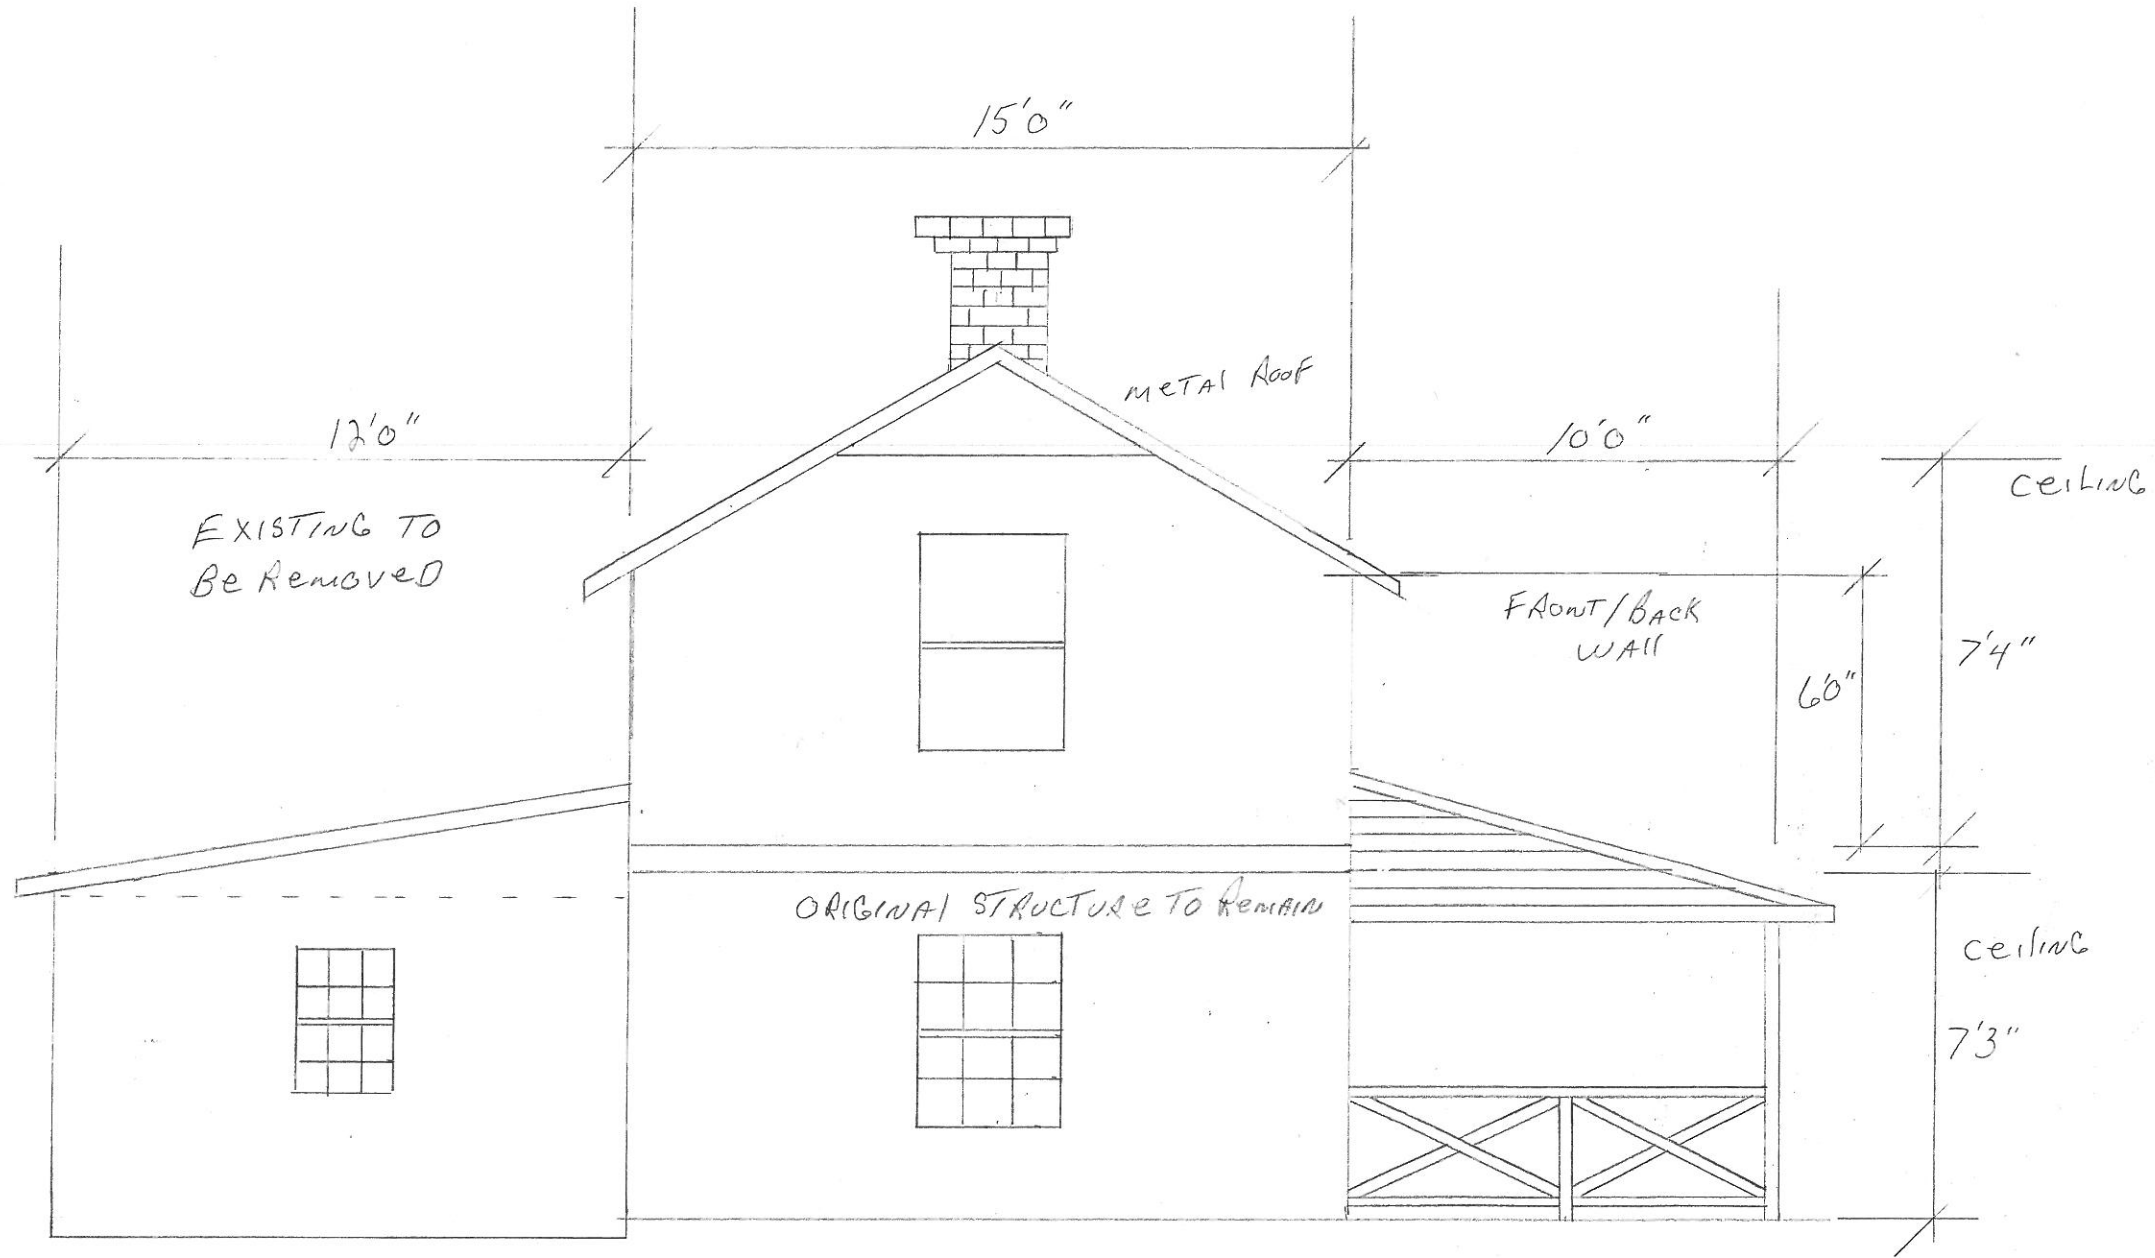 15'0"
METAL ROOF
12'0"
10'0"
CEILING
EXISTING TO
Be RemoveD
FRONT/BACK
WAll
7'4"
6'0"
ORIGINAl STRUCTURe TO RemAIN
CeilING
7'3"